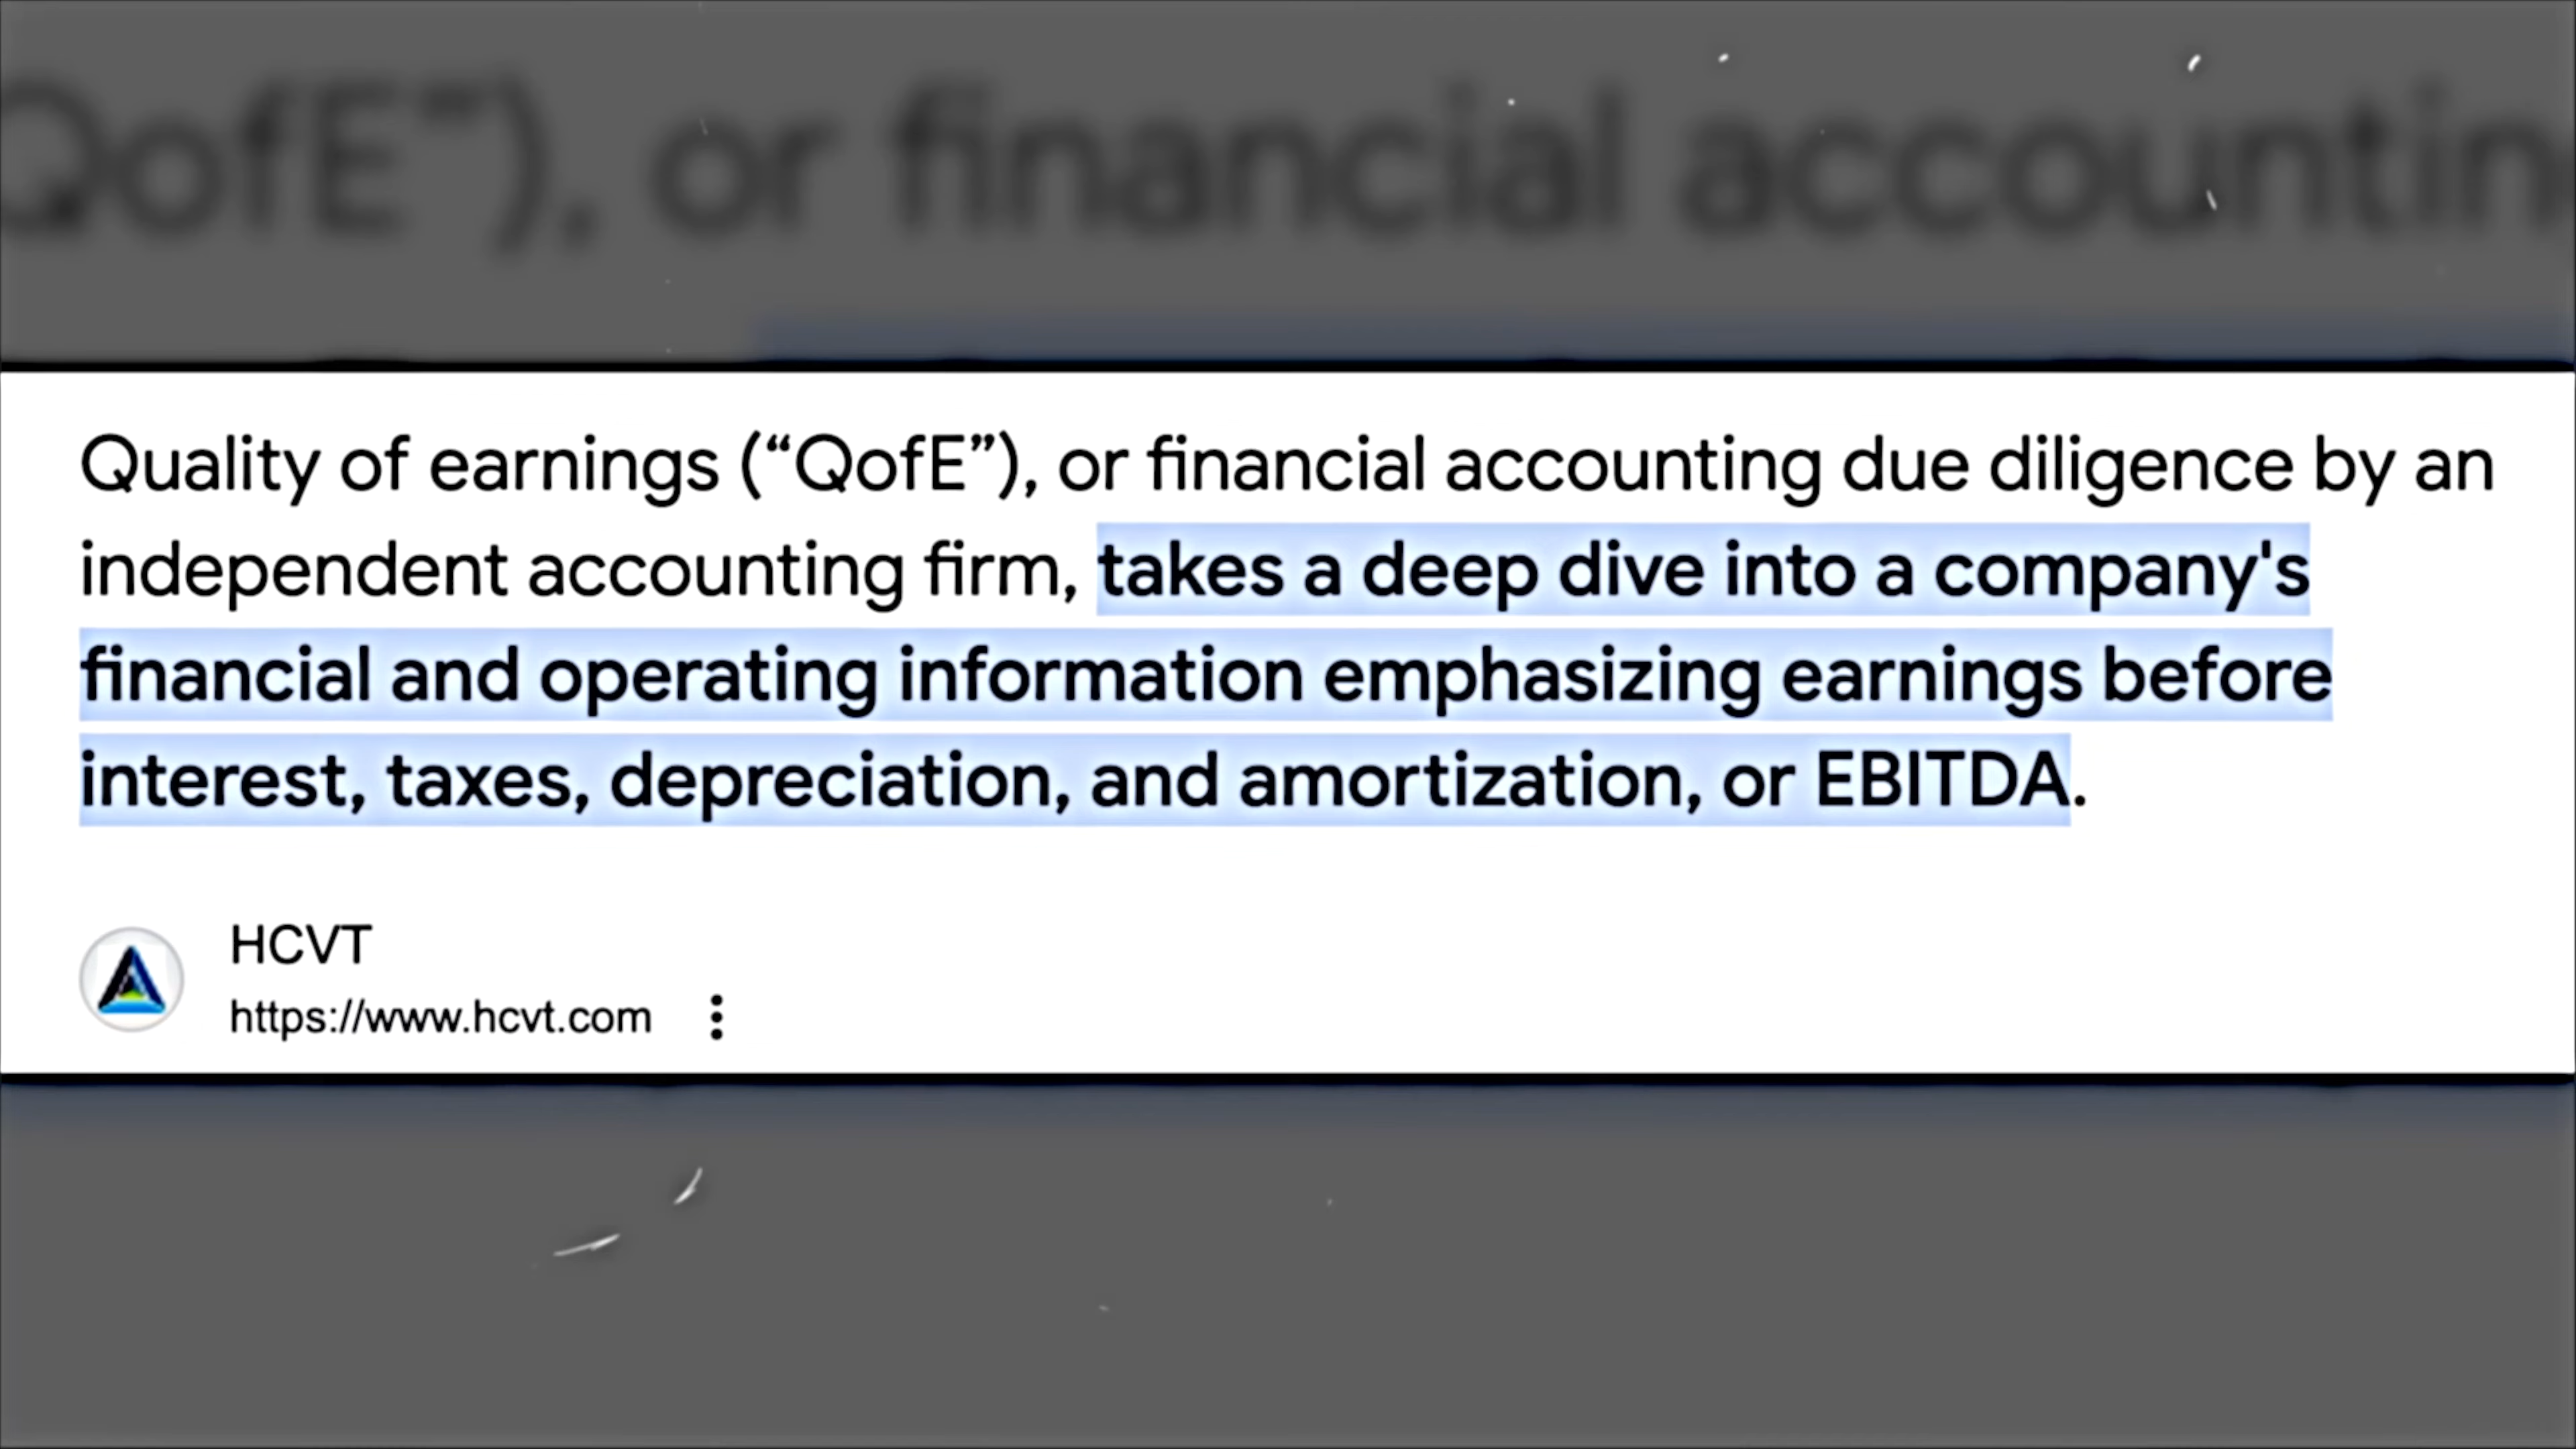 QofE”), or financial accountin
Quality of earnings (“QofE”), or financial accounting due diligence by an
independent accounting firm, takes a deep dive into a company's
financial and operating information emphasizing earnings before
interest, taxes, depreciation, and amortization, or EBITDA.
HCVT
https://www.hcvt.com